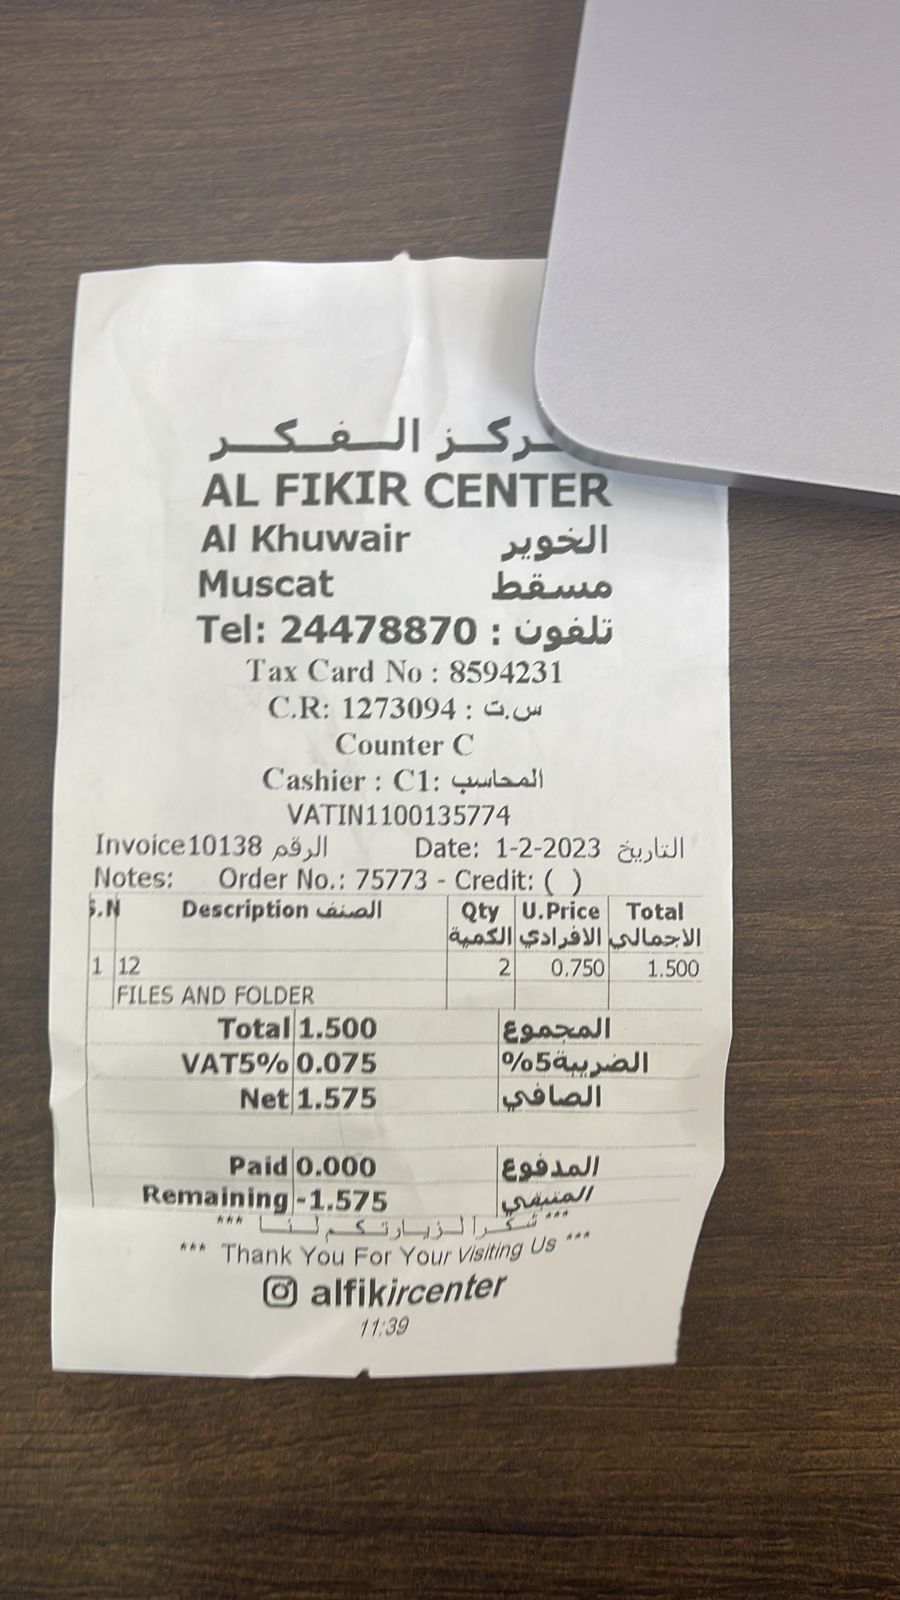 ـركـز الـفـكـر
AL FIKIR CENTER
Al Khuwair الخوير
Muscat مسقط
Tel: 24478870 : تلفون
Tax Card No : 8594231
C.R: 1273094 : س.ت
Counter C
Cashier : C1: المحاسب
VATIN1100135774
Invoice10138 الرقم Date: 1-2-2023 التاريخ
Notes: Order No.: 75773 - Credit: ( )
S.N Description الصنف Qty U.Price Total
الكمية الافرادي الاجمالي
1 12 2 0.750 1.500
FILES AND FOLDER
Total 1.500 المجموع
VAT5% 0.075 الضريبة5%
Net 1.575 الصافي
Paid 0.000 المدفوع
Remaining -1.575 المتبقي
*** شكرا لزيارتكم لنا ***
*** Thank You For Your Visiting Us ***
alfikircenter
11:39